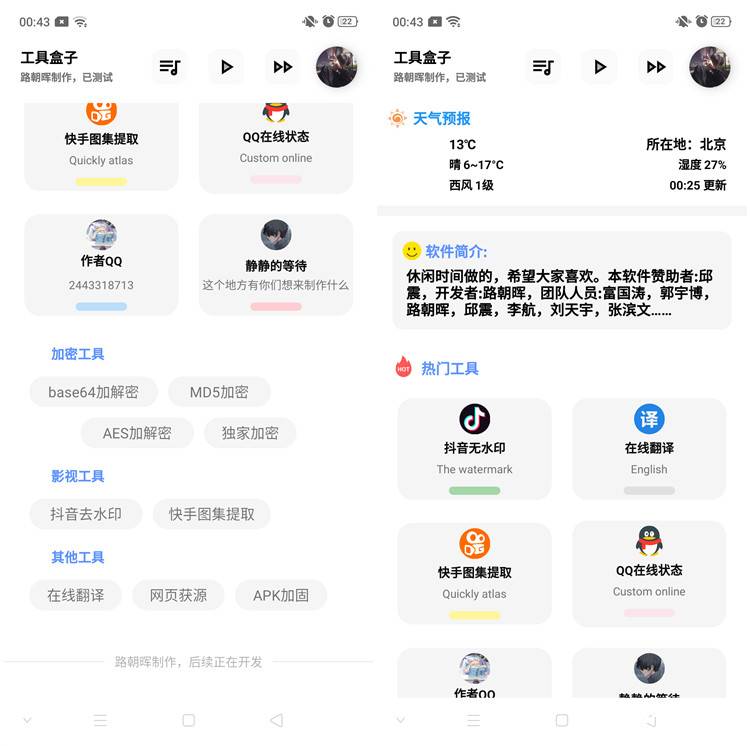 00:43
22
工具盒子
路朝晖制作，已测试
快手图集提取
Quickly atlas
QQ在线状态
Custom online
作者QQ
2443318713
静静的等待
这个地方有你们想来制作什么
加密工具
base64加解密
MD5加密
AES加解密
独家加密
影视工具
抖音去水印
快手图集提取
其他工具
在线翻译
网页获源
APK加固
路朝晖制作，后续正在开发
00:43
22
工具盒子
路朝晖制作，已测试
天气预报
13℃
所在地：北京
晴 6~17°C
湿度 27%
西风 1级
00:25 更新
软件简介:
休闲时间做的，希望大家喜欢。本软件赞助者:邱
震，开发者:路朝晖，团队人员:富国涛，郭宇博，
路朝晖，邱震，李航，刘天宇，张滨文......
HOT
热门工具
抖音无水印
The watermark
译
在线翻译
English
快手图集提取
Quickly atlas
QQ在线状态
Custom online
作者QQ
静静的等待